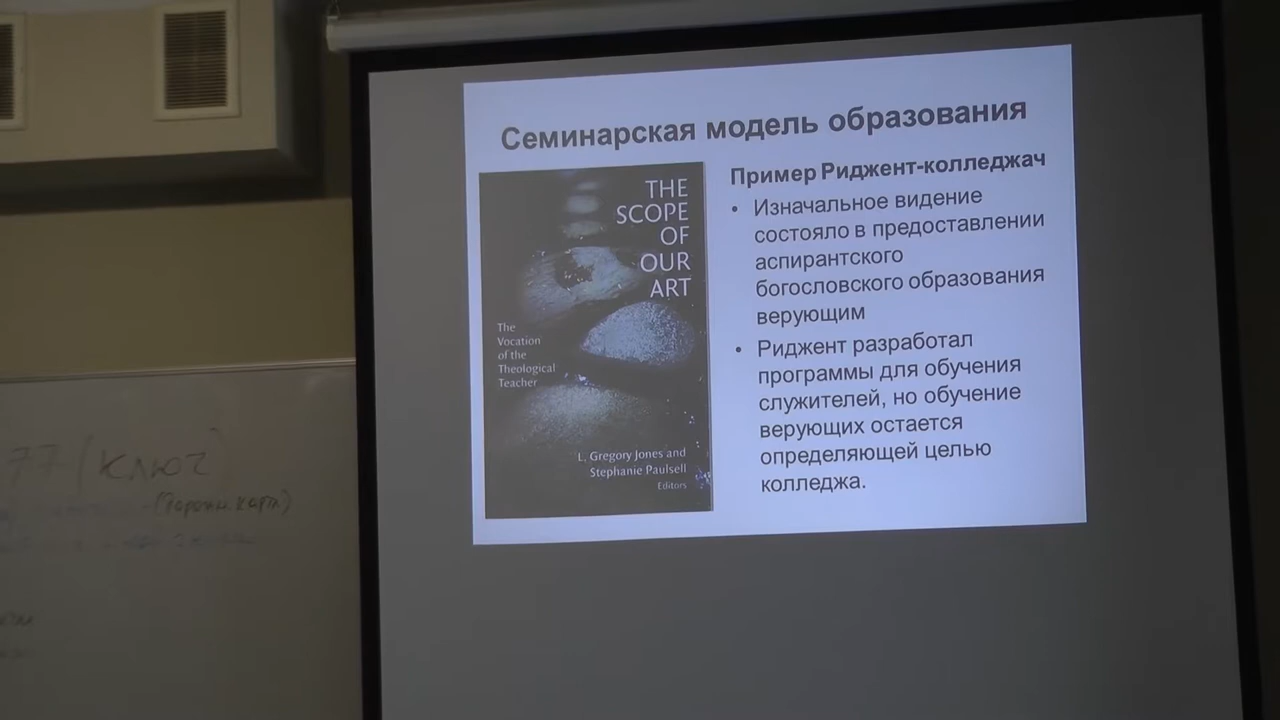 Семинарская модель образования
THE
SCOPE
OF
OUR
ART
The
Vocation
of the
Theological
Teacher
L. Gregory Jones and
Stephanie Paulsell
Editors
Пример Риджент-колледжач
• Изначальное видение
состояло в предоставлении
аспирантского
богословского образования
верующим
• Риджент разработал
программы для обучения
служителей, но обучение
верующих остается
определяющей целью
колледжа.
77 / ключ